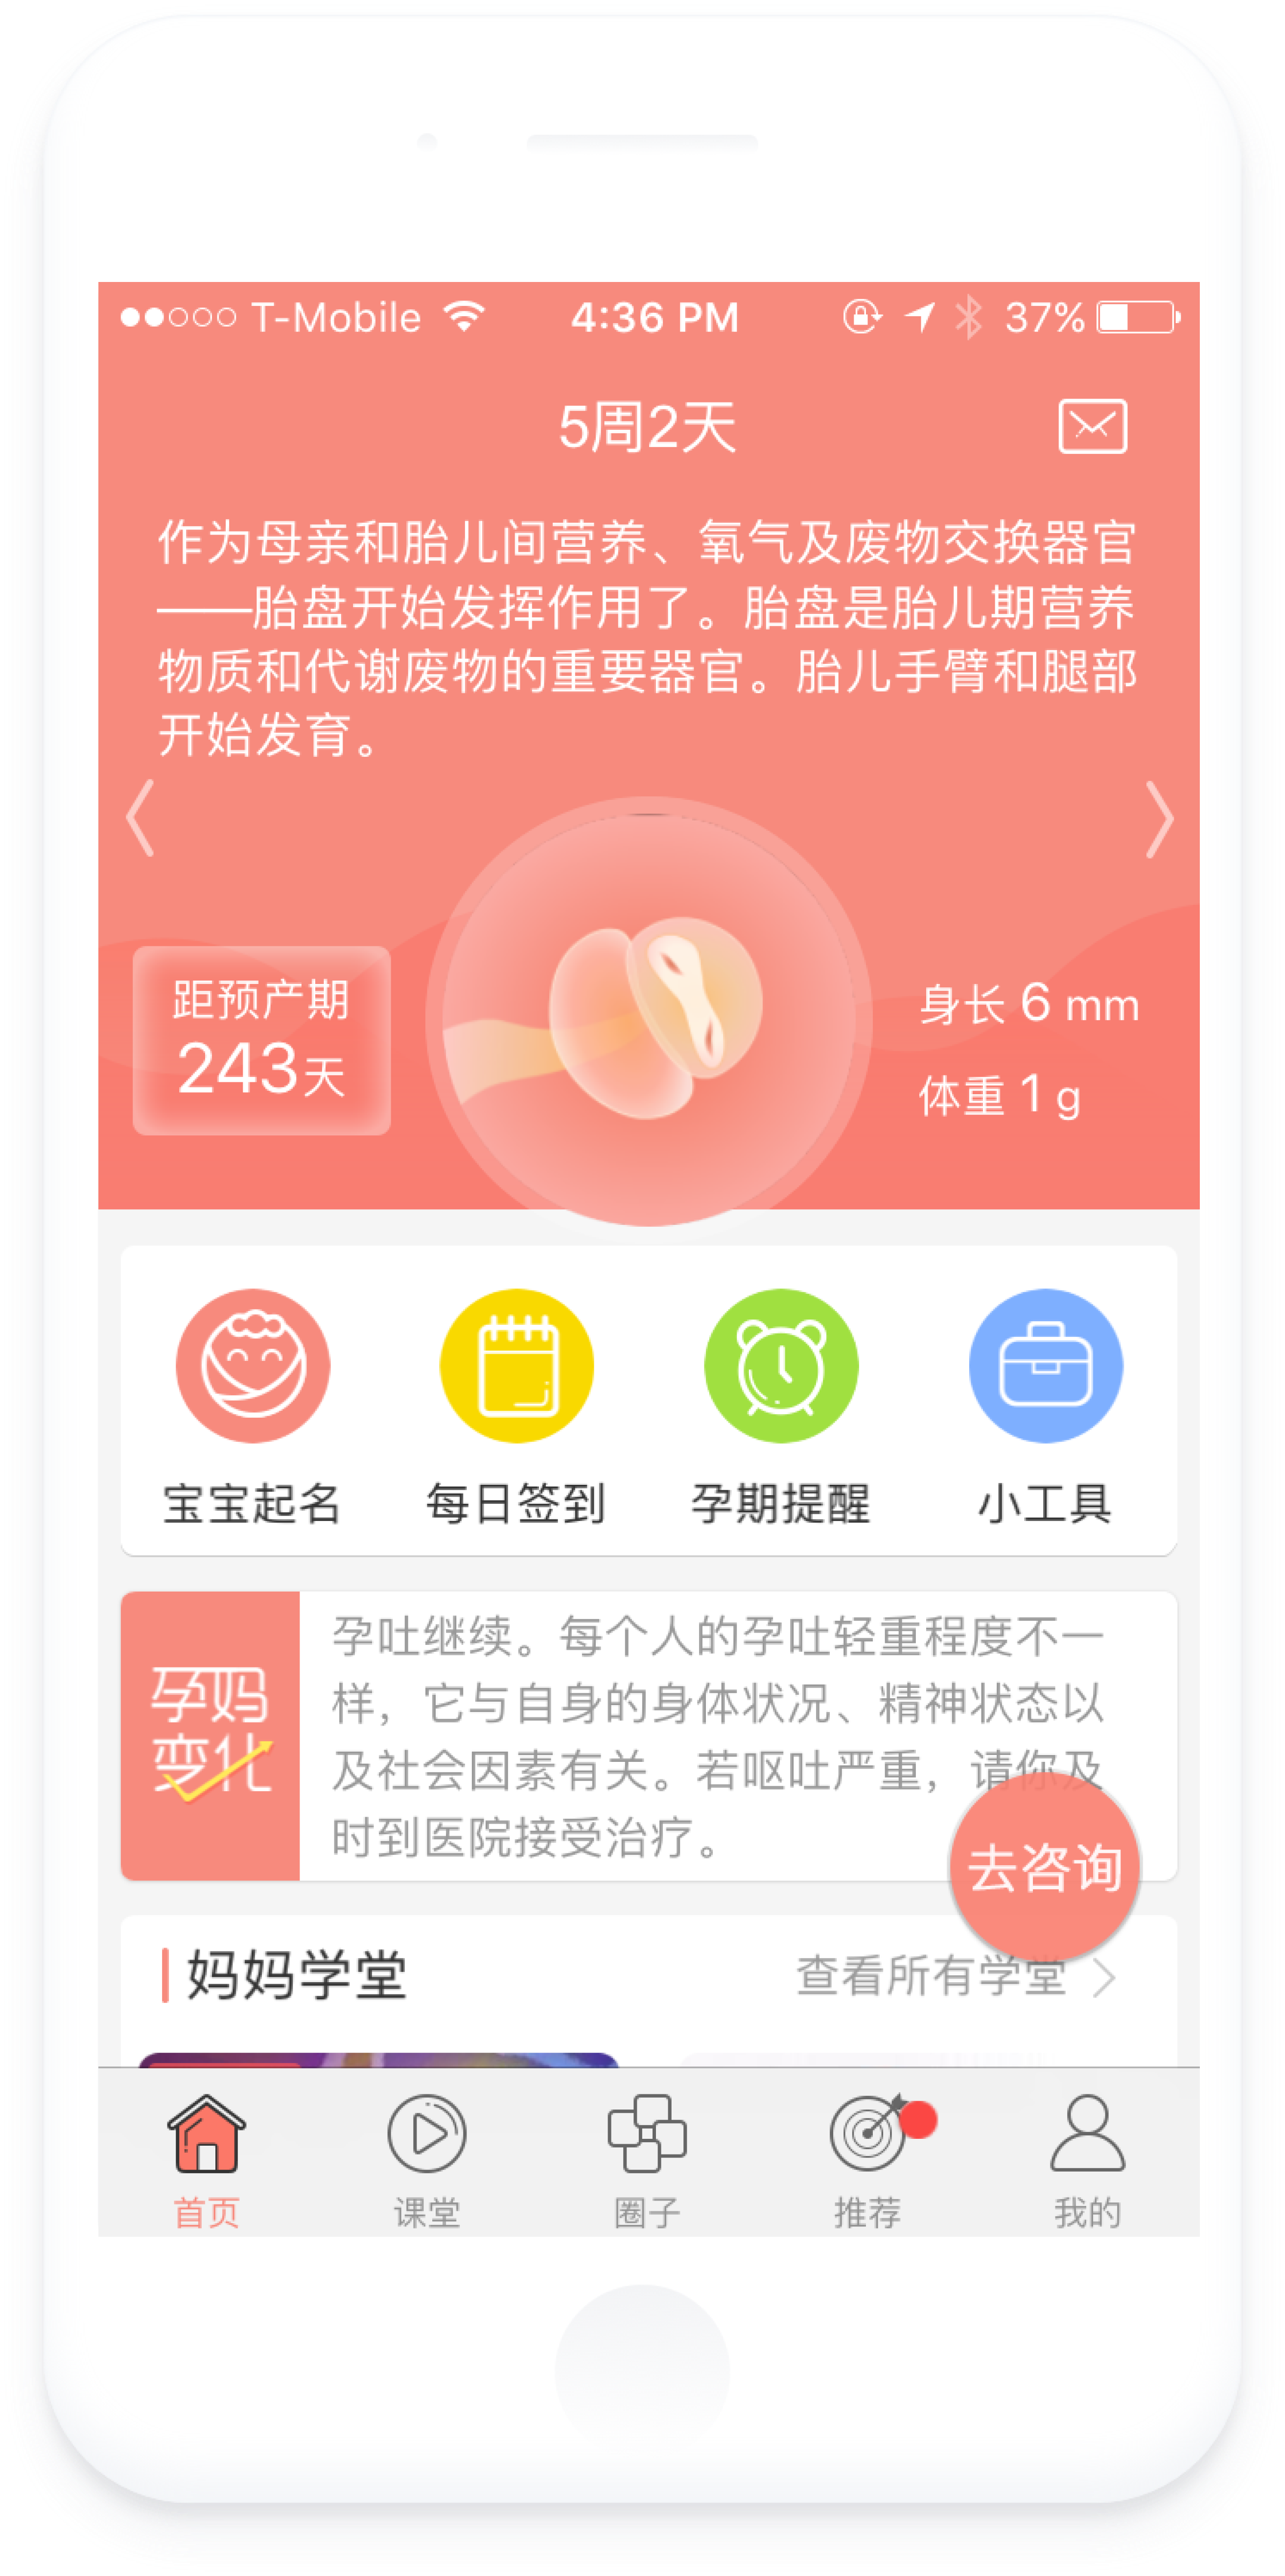 T-Mobile 4:36 PM 37%
5周2天
作为母亲和胎儿间营养、氧气及废物交换器官
——胎盘开始发挥作用了。胎盘是胎儿期营养
物质和代谢废物的重要器官。胎儿手臂和腿部
开始发育。
距预产期
243天
身长 6 mm
体重 1 g
宝宝起名 每日签到 孕期提醒 小工具
孕妈
变化
孕吐继续。每个人的孕吐轻重程度不一
样，它与自身的身体状况、精神状态以
及社会因素有关。若呕吐严重，请你及
时到医院接受治疗。
去咨询
妈妈学堂 查看所有学堂
首页 课堂 圈子 推荐 我的